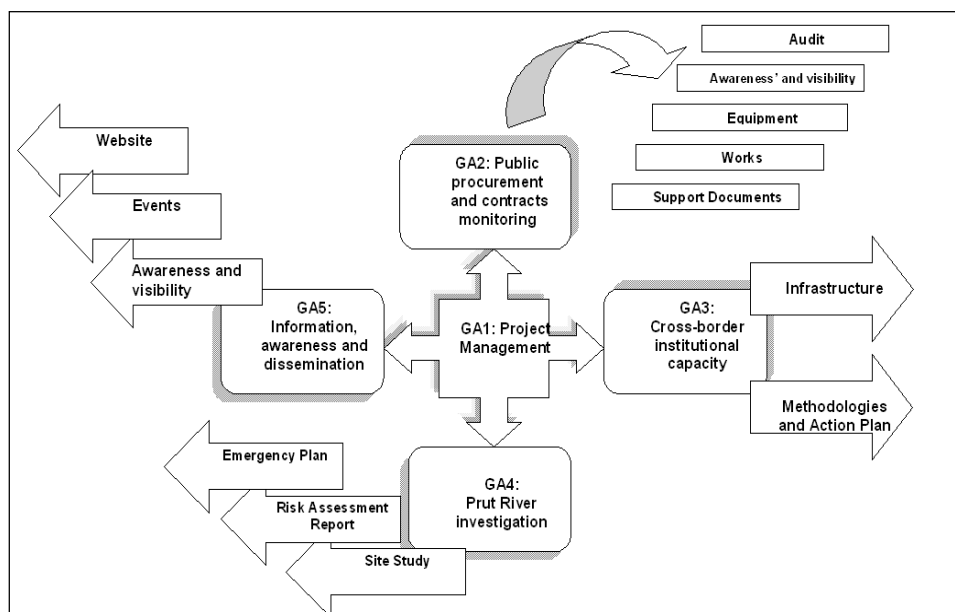 Audit
Awareness’ and visibility
Equipment
Works
Support Documents
Website
Events
Awareness and
visibility
GA2: Public
procurement
and contracts
monitoring
GA5:
Information,
awareness and
dissemination
GA1: Project
Management
GA3:
Cross-border
institutional
capacity
Infrastructure
Methodologies
and Action Plan
Emergency Plan
Risk Assessment
Report
Site Study
GA4:
Prut River
investigation